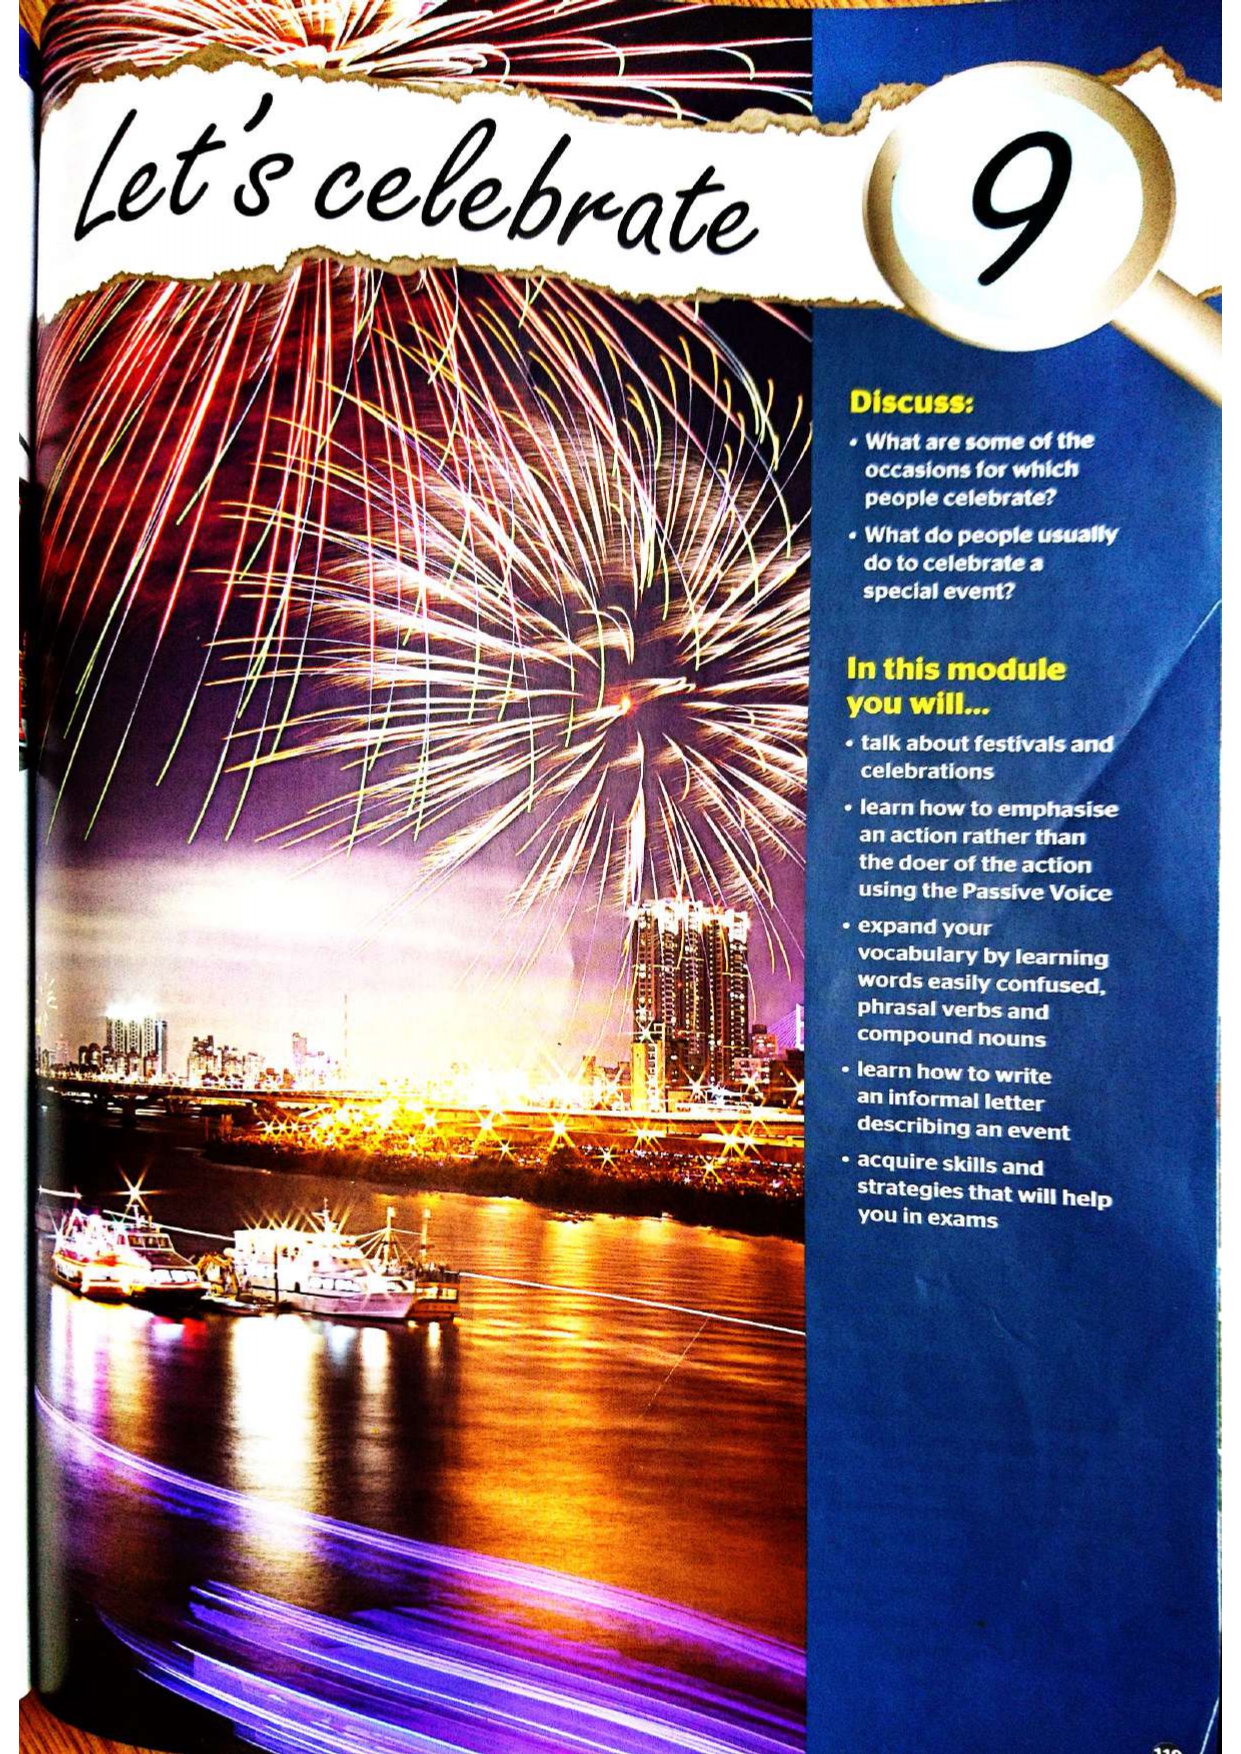 Let's celebrate
9
Discuss:
• What are some of the
occasions for which
people celebrate?
• What do people usually
do to celebrate a
special event?
In this module
you will...
• talk about festivals and
celebrations
• learn how to emphasise
an action rather than
the doer of the action
using the Passive Voice
• expand your
vocabulary by learning
words easily confused,
phrasal verbs and
compound nouns
• learn how to write
an informal letter
describing an event
• acquire skills and
strategies that will help
you in exams